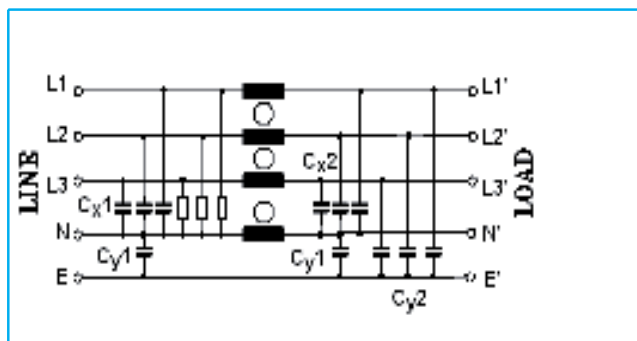 L1 L1'
L2 L2'
Cx2
L3 L3'
LINE LOAD
Cx1
N N'
Cy1 Cy1
E E'
Cy2